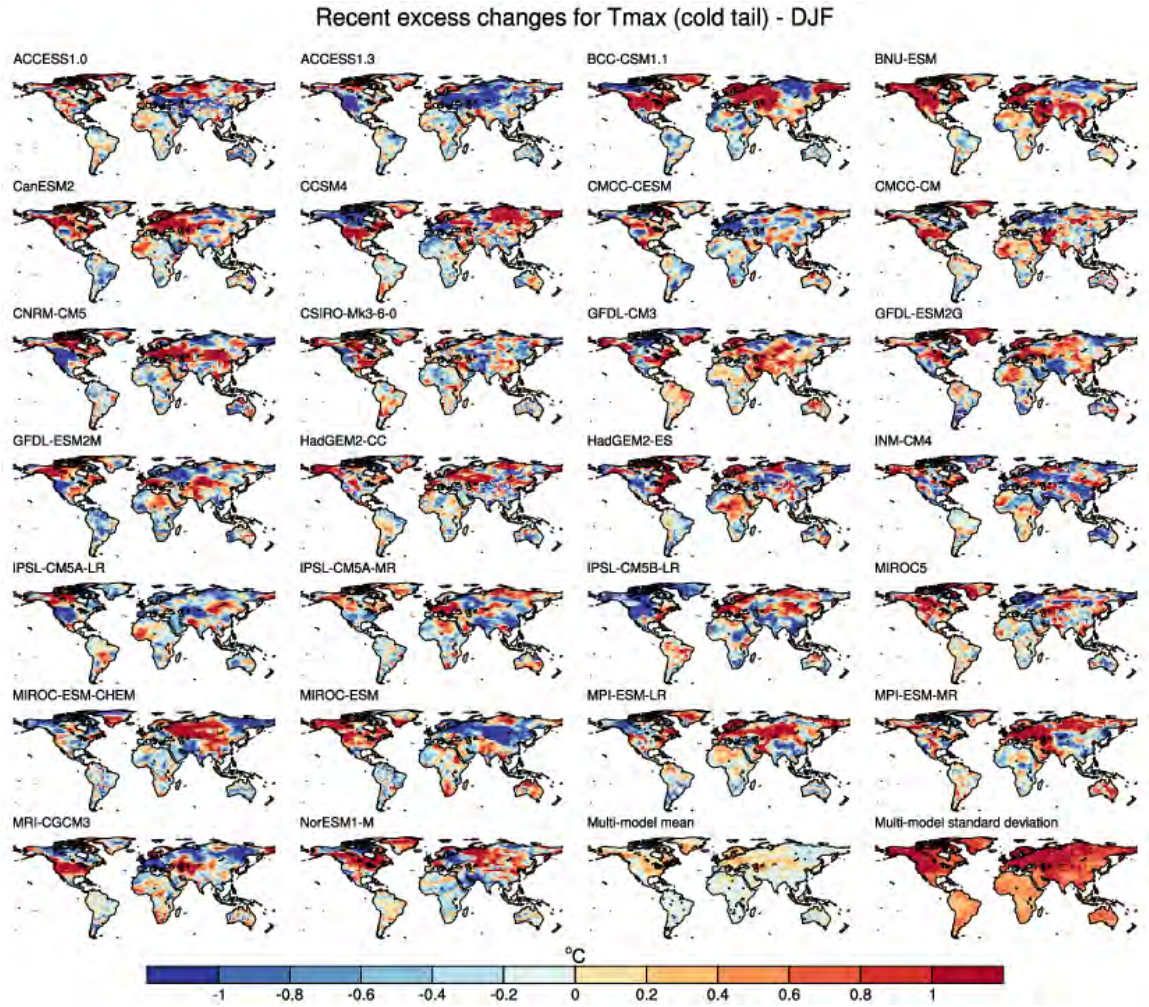 Recent excess changes for Tmax (cold tail) - DJF
ACCESS1.0 ACCESS1.3 BCC-CSM1.1 BNU-ESM
CanESM2 CCSM4 CMCC-CESM CMCC-CM
CNRM-CM5 CSIRO-Mk3-6-0 GFDL-CM3 GFDL-ESM2G
GFDL-ESM2M HadGEM2-CC HadGEM2-ES INM-CM4
IPSL-CM5A-LR IPSL-CM5A-MR IPSL-CM5B-LR MIROC5
MIROC-ESM-CHEM MIROC-ESM MPI-ESM-LR MPI-ESM-MR
MRI-CGCM3 NorESM1-M Multi-model mean Multi-model standard deviation
°C
-1 -0.8 -0.6 -0.4 -0.2 0 0.2 0.4 0.6 0.8 1